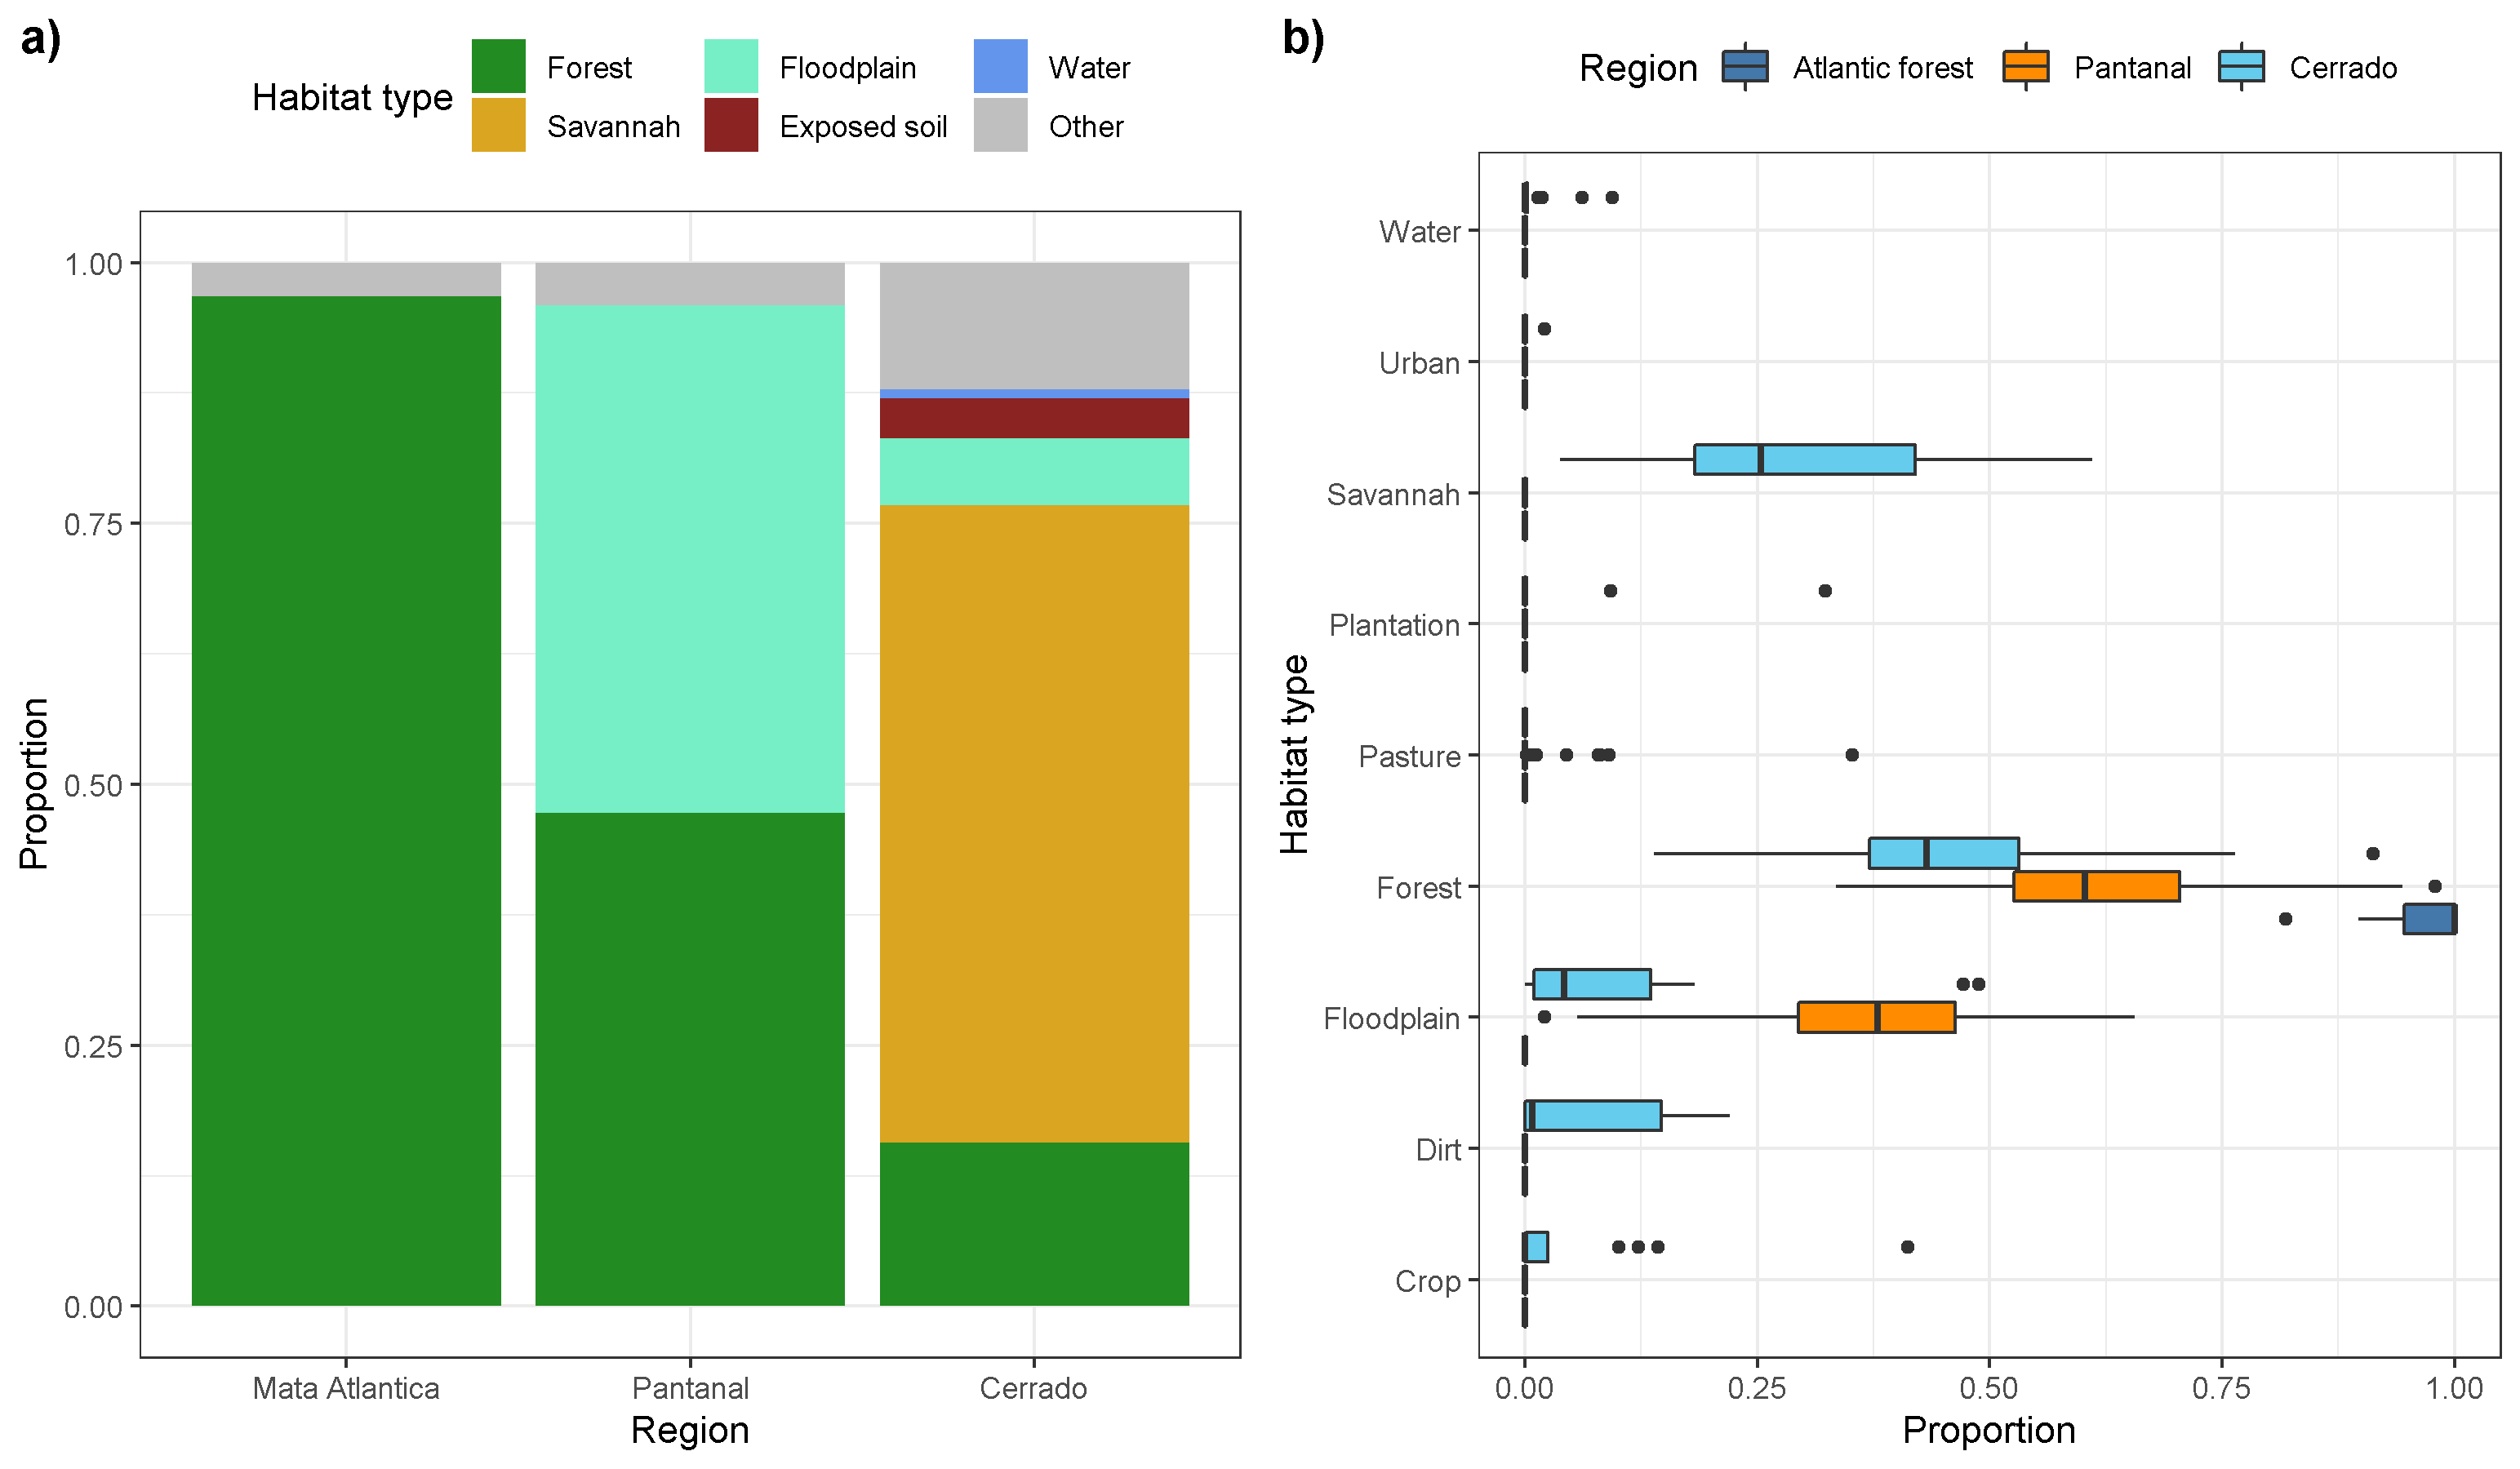 a)
Habitat type
Forest
Floodplain
Water
Savannah
Exposed soil
Other
Proportion
1.00
0.75
0.50
0.25
0.00
Mata Atlantica
Pantanal
Cerrado
Region
b)
Region
Atlantic forest
Pantanal
Cerrado
Habitat type
Water
Urban
Savannah
Plantation
Pasture
Forest
Floodplain
Dirt
Crop
0.00
0.25
0.50
0.75
1.00
Proportion